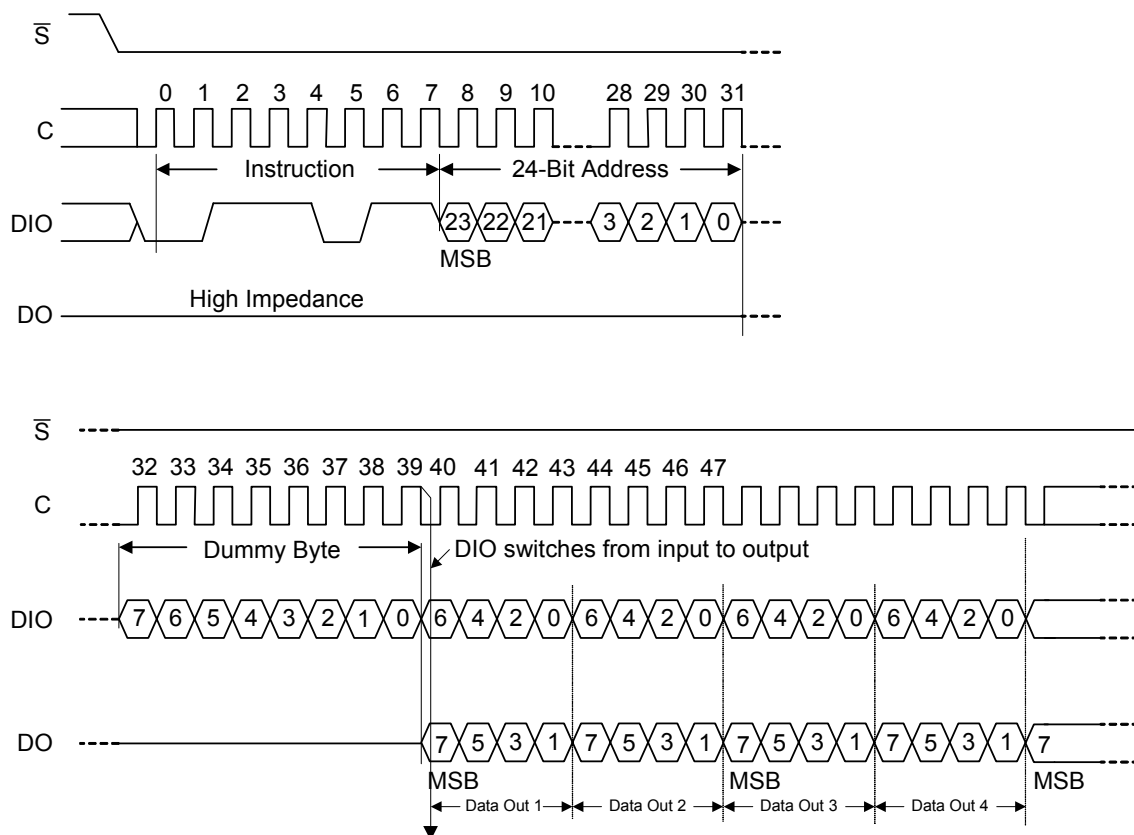 S
0 1 2 3 4 5 6 7 8 9 10 28 29 30 31
C
Instruction 24-Bit Address
DIO 23 22 21 3 2 1 0
MSB
High Impedance
DO
S
32 33 34 35 36 37 38 39 40 41 42 43 44 45 46 47
C
Dummy Byte DIO switches from input to output
DIO 7 6 5 4 3 2 1 0 6 4 2 0 6 4 2 0 6 4 2 0 6 4 2 0
DO 7 5 3 1 7 5 3 1 7 5 3 1 7 5 3 1 7
MSB MSB MSB
Data Out 1 Data Out 2 Data Out 3 Data Out 4